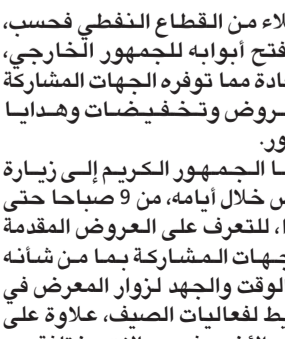 لاء من القطاع النفطي فحسب،
فتح أبوابه للجمهور الخارجي،
ادة مما توفره الجهات المشاركة
روض وتخفيضات وهدايا
ور.
ا الجمهور الكريم إلى زيارة
ض خلال أيامه، من 9 صباحا حتى
ا، للتعرف على العروض المقدمة
جهات المشاركة بما من شأنه
الوقت والجهد لزوار المعرض في
يط لفعاليات الصيف، علاوة على